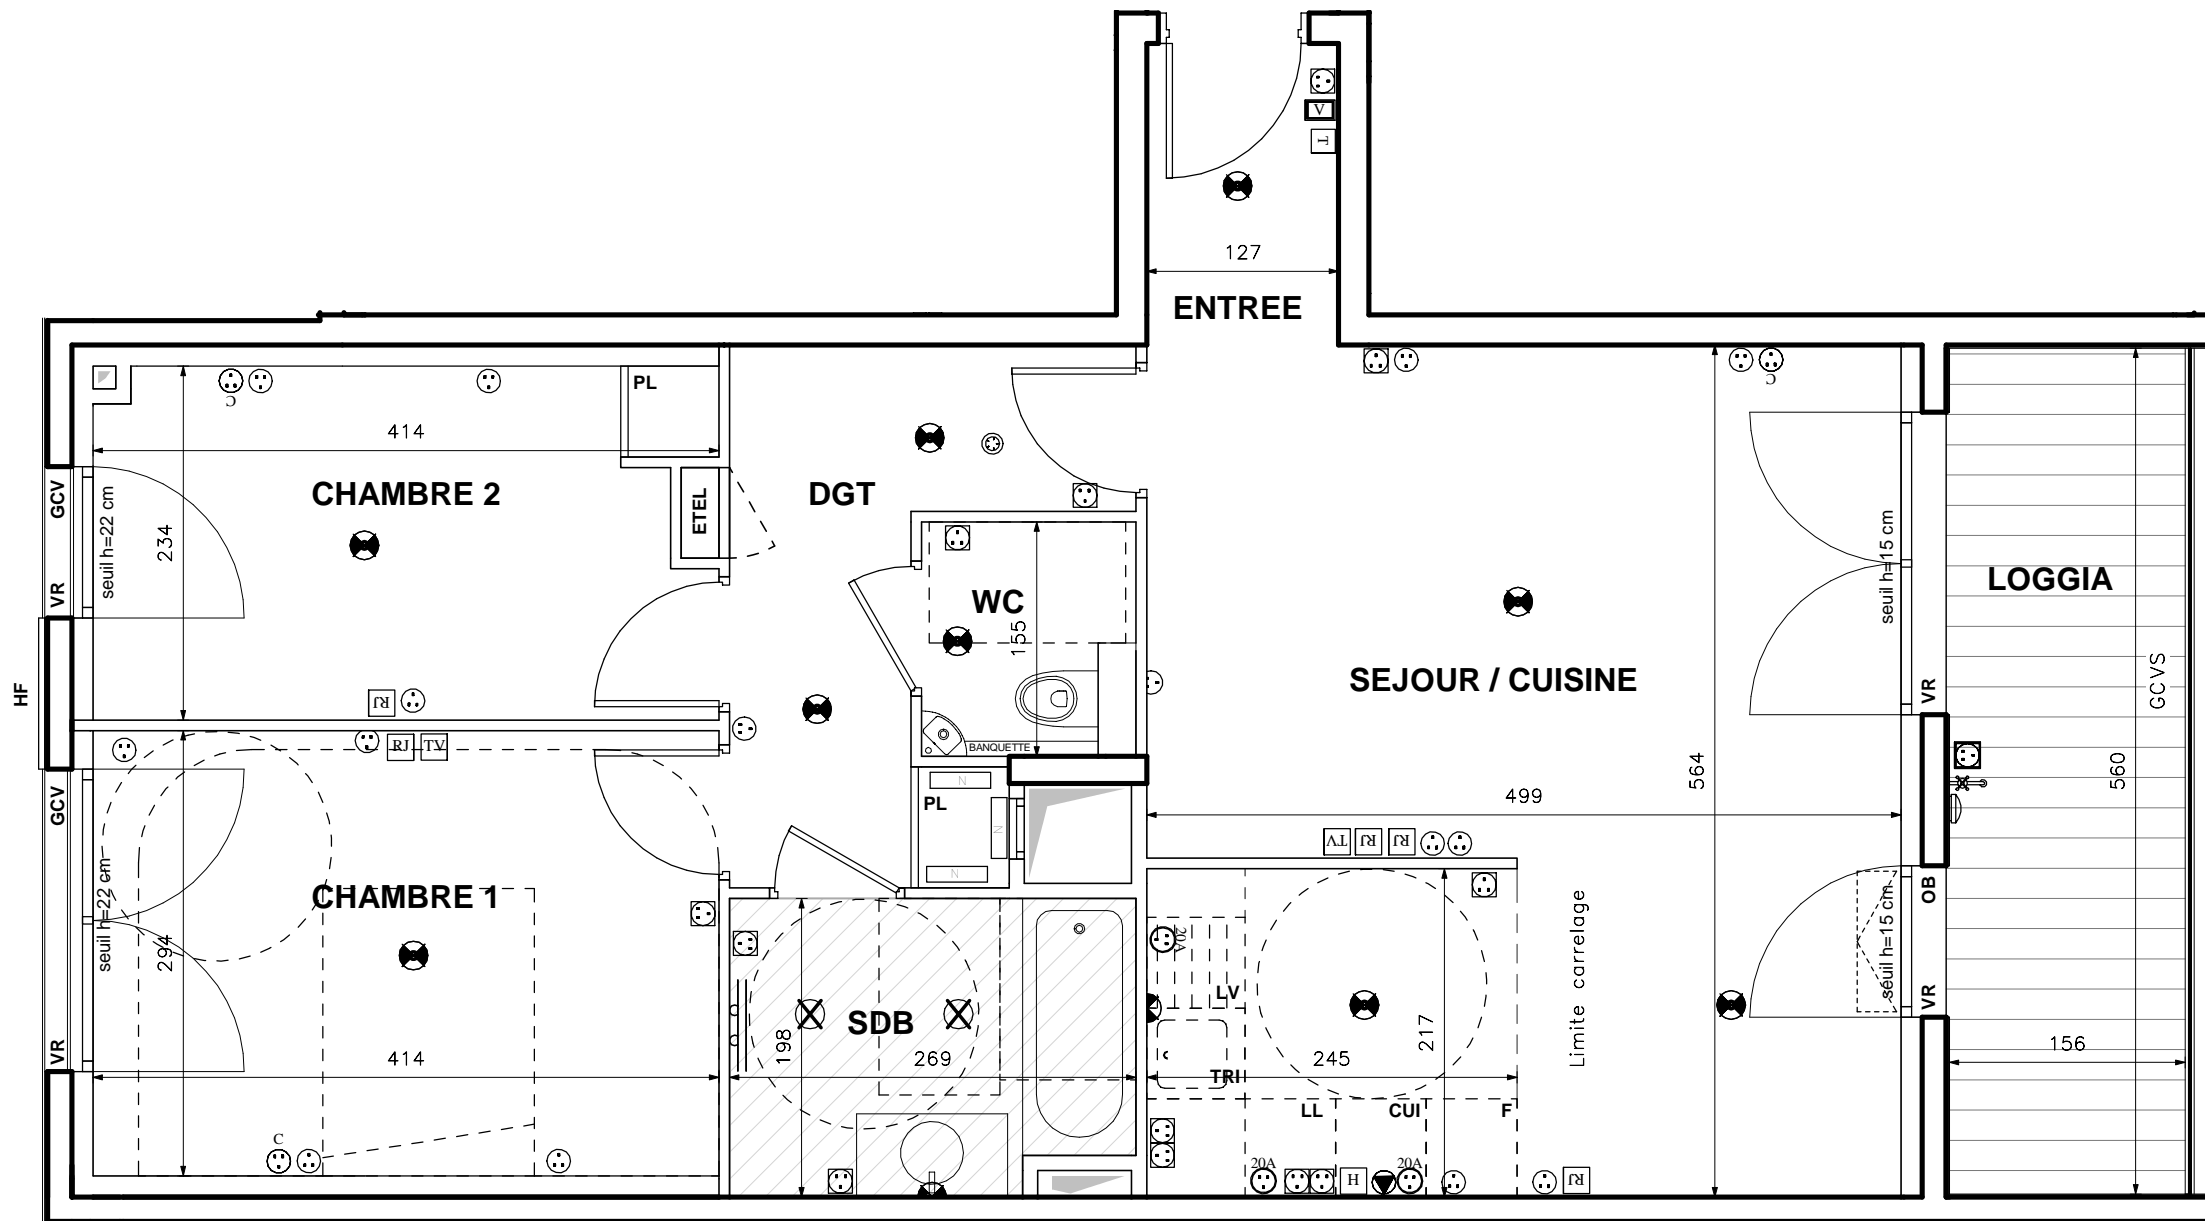 V
T
127
ENTREE
C
PL
C
414
CHAMBRE 2
DGT
GCV
seuil h=22 cm
234
ETEL
VR
WC
155
seuil h=15 cm
LOGGIA
SEJOUR / CUISINE
HF
RJ
VR
GCVS
RJ
TV
BANQUETTE
564
560
N
PL
N
N
499
GCV
TV
RJ
RJ
CHAMBRE 1
seuil h=22 cm
294
OB
seuil h=15 cm
Limite carrelage
20A
LV
VR
SDB
198
217
VR
414
269
245
156
TRI
LL
CUI
F
C
20A
H
20A
RJ